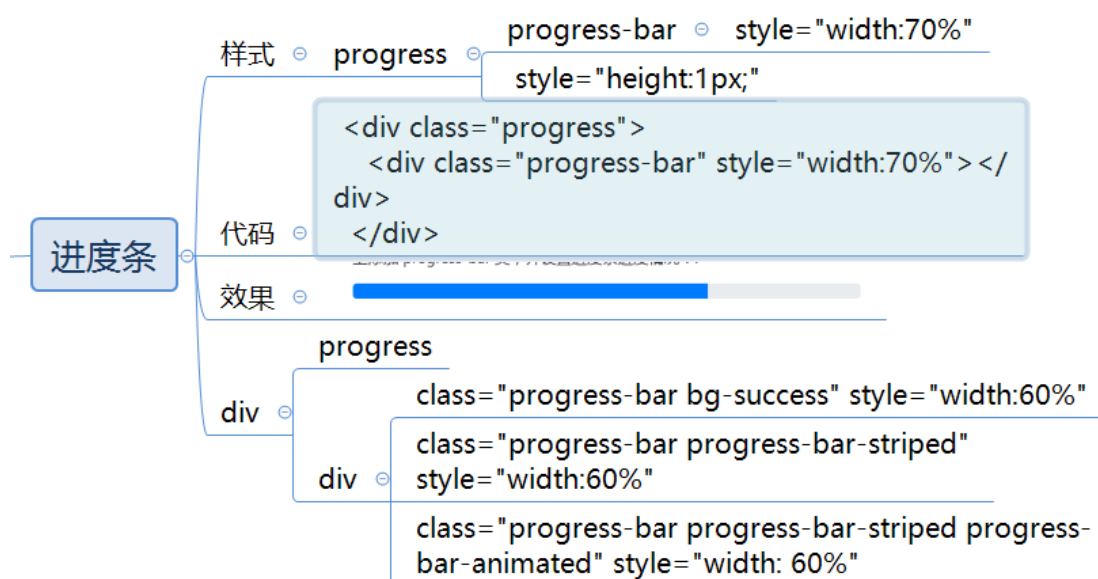 进度条
样式
progress
progress-bar
style="width:70%"
style="height:1px;"
代码
<div class="progress">
<div class="progress-bar" style="width:70%"></
div>
</div>
效果
div
progress
div
class="progress-bar bg-success" style="width:60%"
class="progress-bar progress-bar-striped"
style="width:60%"
class="progress-bar progress-bar-striped progress-
bar-animated" style="width: 60%"